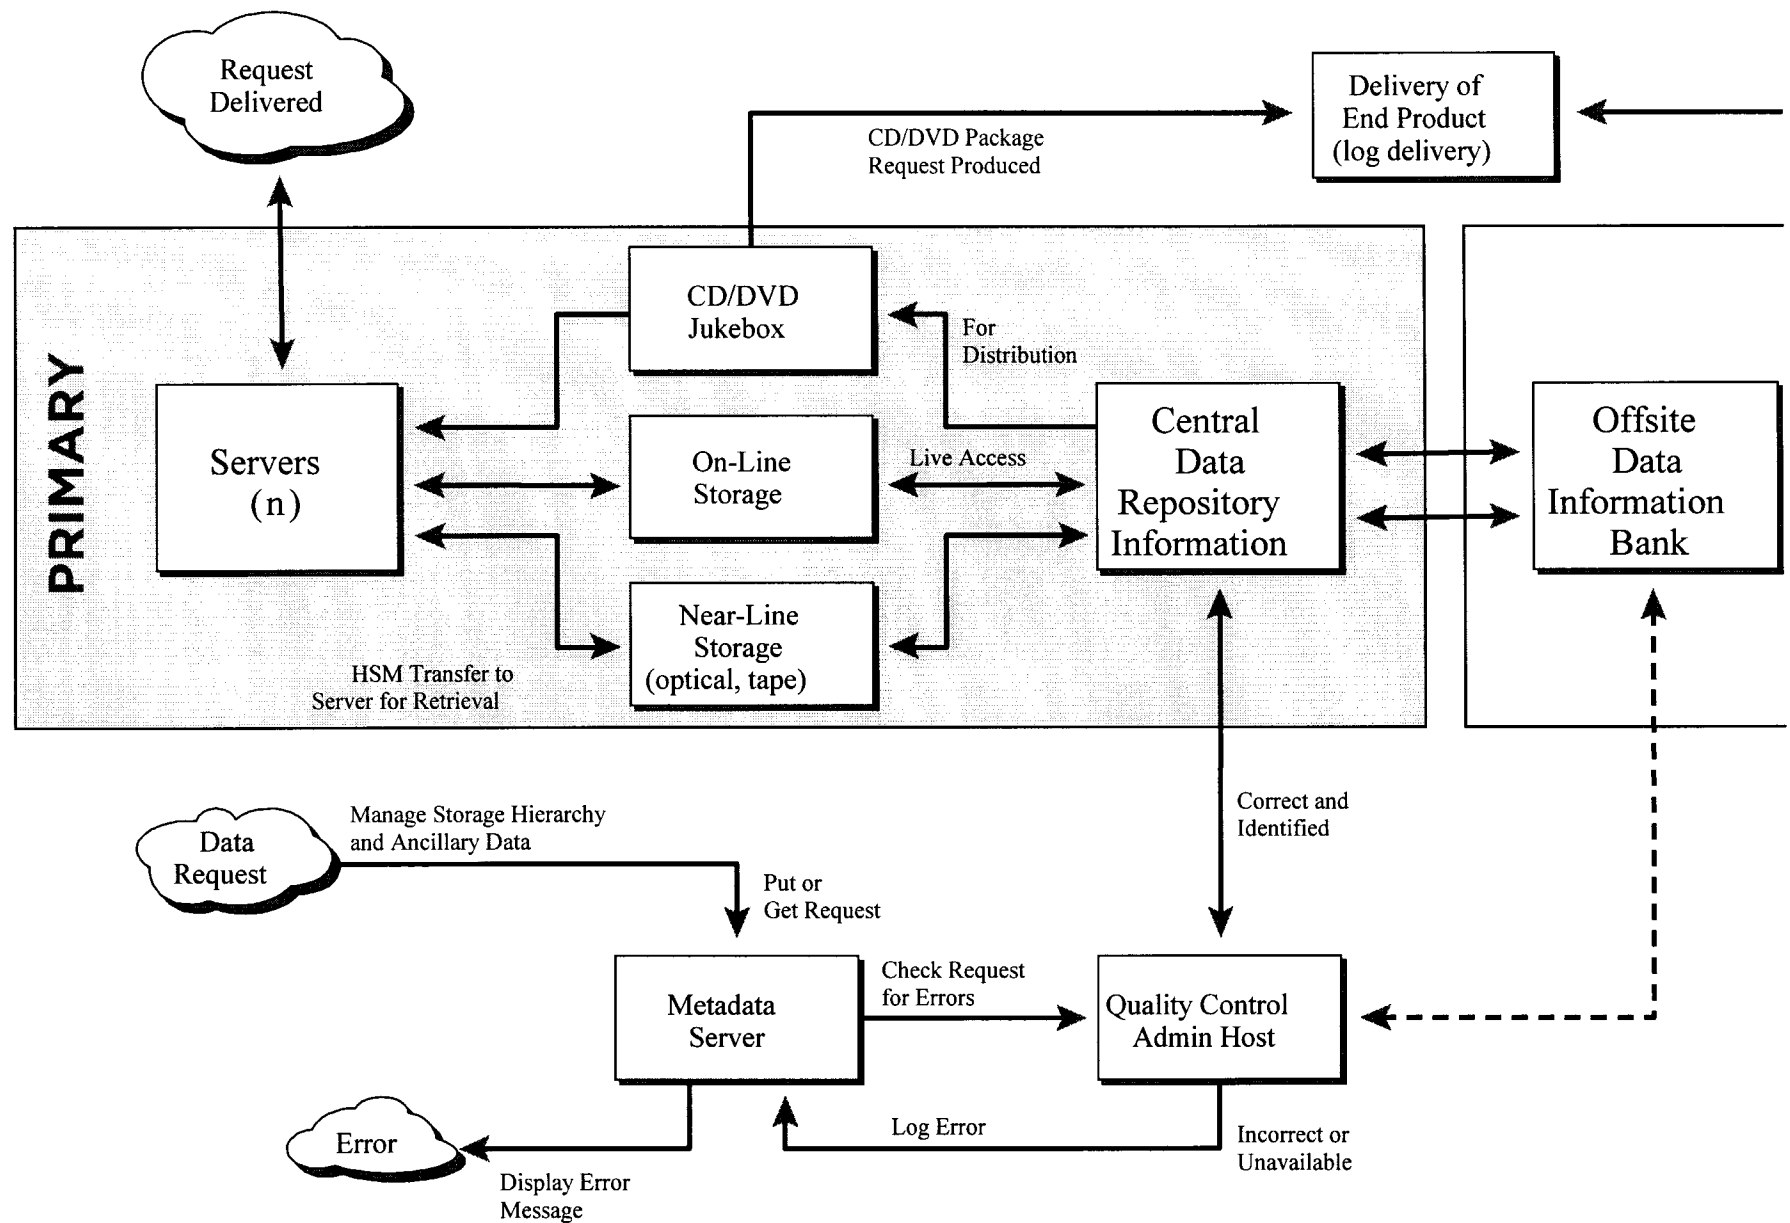 Request
Delivered
Delivery of
End Product
(log delivery)
CD/DVD Package
Request Produced
PRIMARY
CD/DVD
Jukebox
For
Distribution
Servers
(n)
On-Line
Storage
Live Access
Central
Data
Repository
Information
Offsite
Data
Information
Bank
Near-Line
Storage
(optical, tape)
HSM Transfer to
Server for Retrieval
Manage Storage Hierarchy
and Ancillary Data
Data
Request
Put or
Get Request
Correct and
Identified
Metadata
Server
Check Request
for Errors
Quality Control
Admin Host
Error
Log Error
Incorrect or
Unavailable
Display Error
Message